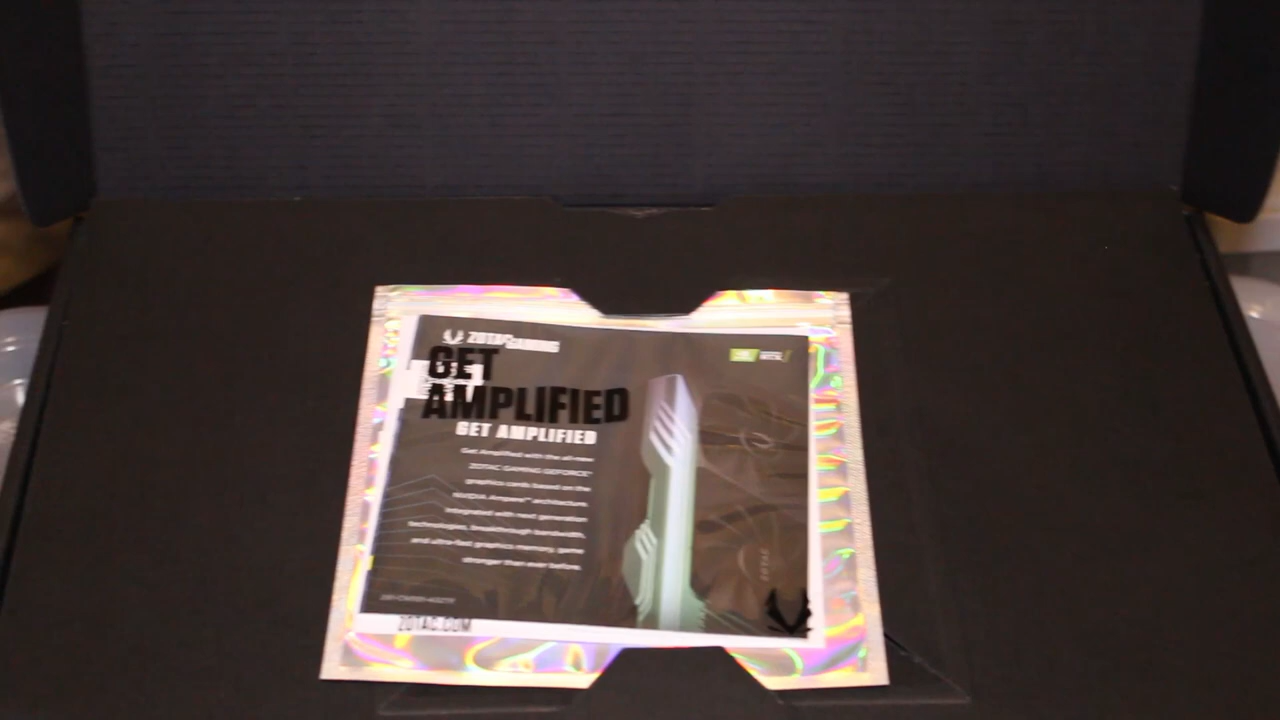 ZOTAC GAMING
GET
AMPLIFIED
GET AMPLIFIED
Get Amplified with the all-new
ZOTAC GAMING GEFORCE
graphics cards based on the
NVIDIA Ampere™ architecture.
Integrated with next generation
technologies, breakthrough bandwidth,
and ultra-fast graphics memory, game
stronger than ever before.
ZOTAC.COM
ZOTAC